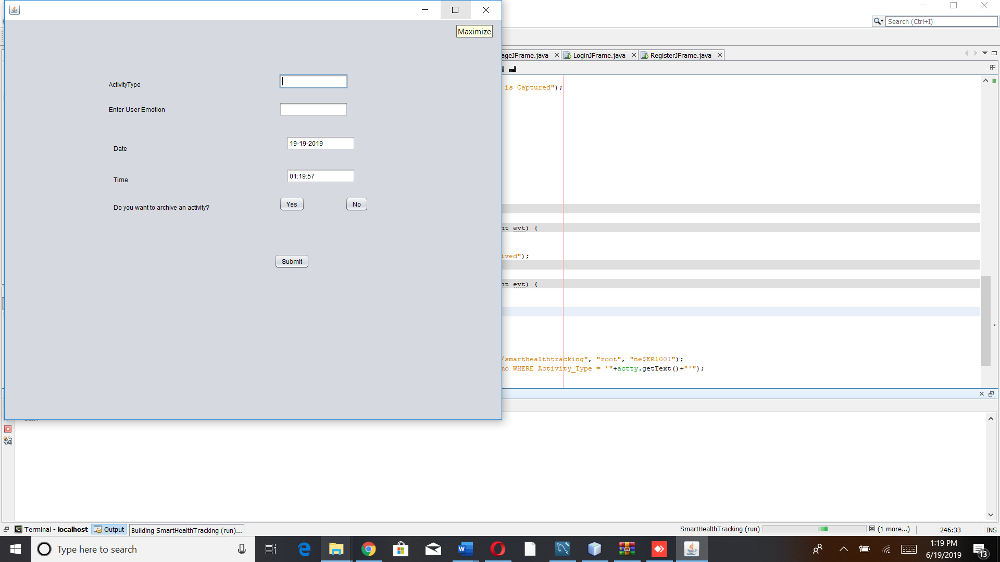 Maximize
Search (Ctrl+I)
ageJFrame.java
LoginJFrame.java
RegisterJFrame.java
ActivityType
Enter User Emotion
Date
19-19-2019
Time
01:19:57
Do you want to archive an activity?
Yes
No
Submit
is Captured");
nt evt) {
ived");
nt evt) {
/smarthealthtracking", "root", "ne$ER1001");
mo WHERE Activity_Type = '"+actty.getText()+"'");
Terminal - localhost
Output
Building SmartHealthTracking (run)...
SmartHealthTracking (run)
(1 more...)
246:33
INS
Type here to search
1:19 PM
6/19/2019
13